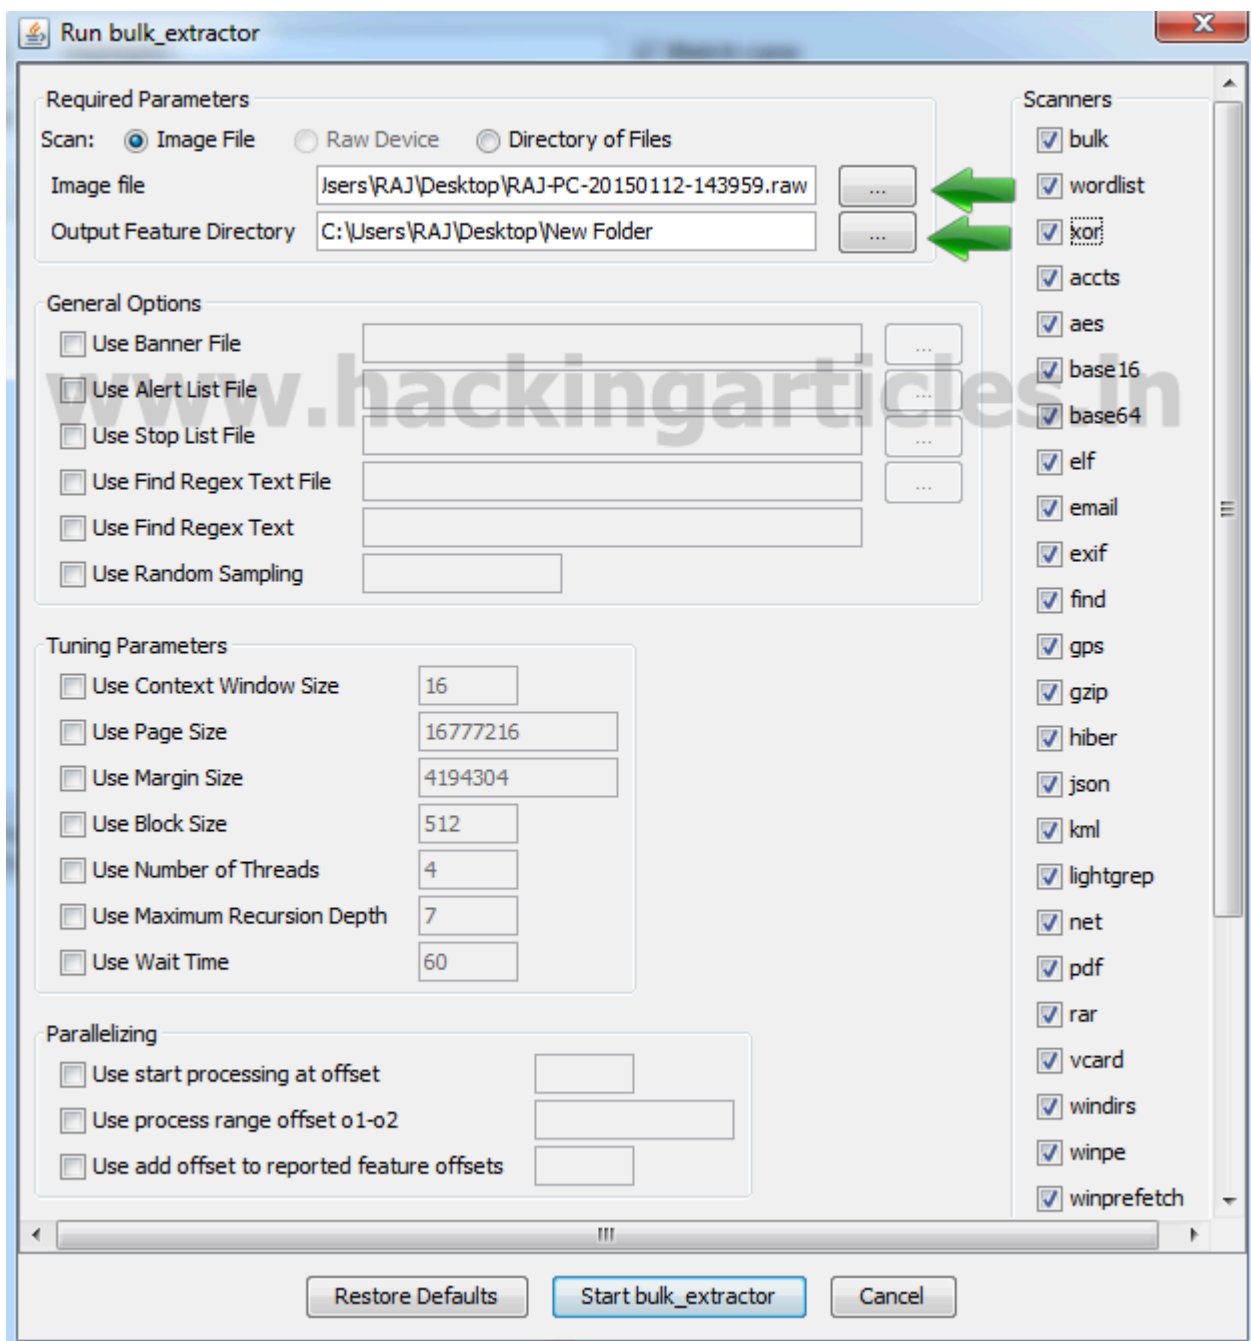 Run bulk_extractor
Required Parameters
Scan: Image File Raw Device Directory of Files
Image file Jsers\RAJ\Desktop\RAJ-PC-20150112-143959.raw ...
Output Feature Directory C:\Users\RAJ\Desktop\New Folder ...
General Options
Use Banner File ...
Use Alert List File ...
Use Stop List File ...
Use Find Regex Text File ...
Use Find Regex Text
Use Random Sampling
www.hackingarticles.in
Tuning Parameters
Use Context Window Size 16
Use Page Size 16777216
Use Margin Size 4194304
Use Block Size 512
Use Number of Threads 4
Use Maximum Recursion Depth 7
Use Wait Time 60
Parallelizing
Use start processing at offset
Use process range offset o1-o2
Use add offset to reported feature offsets
Scanners
bulk
wordlist
xor
accts
aes
base16
base64
elf
email
exif
find
gps
gzip
hiber
json
kml
lightgrep
net
pdf
rar
vcard
windirs
winpe
winprefetch
Restore Defaults Start bulk_extractor Cancel